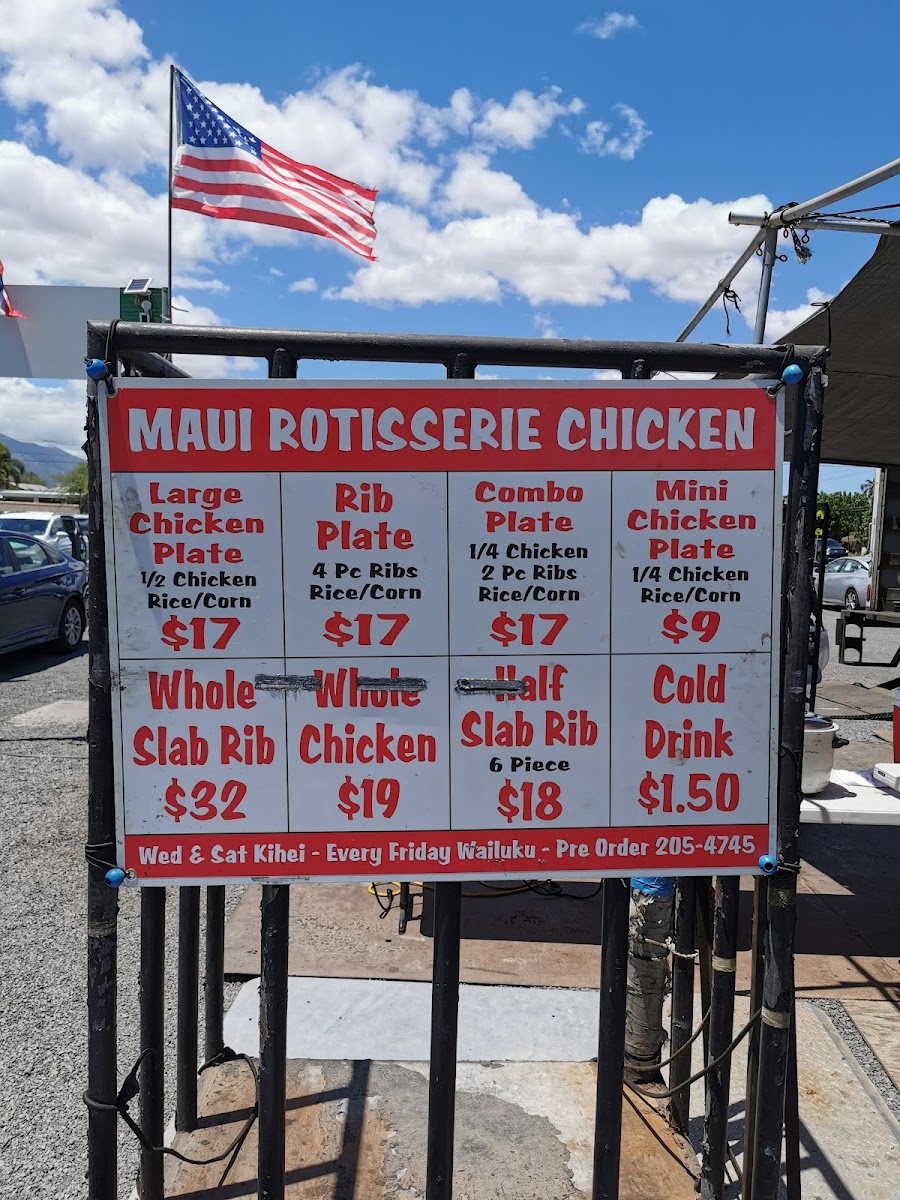 MAUI ROTISSERIE CHICKEN
Large
Chicken
Plate
1/2 Chicken
Rice/Corn
$17
Rib
Plate
4 Pc Ribs
Rice/Corn
$17
Combo
Plate
1/4 Chicken
2 Pc Ribs
Rice/Corn
$17
Mini
Chicken
Plate
1/4 Chicken
Rice/Corn
$9
Whole
Slab Rib
$32
Whole
Chicken
$19
Half
Slab Rib
6 Piece
$18
Cold
Drink
$1.50
Wed & Sat Kihei - Every Friday Wailuku - Pre Order 205-4745